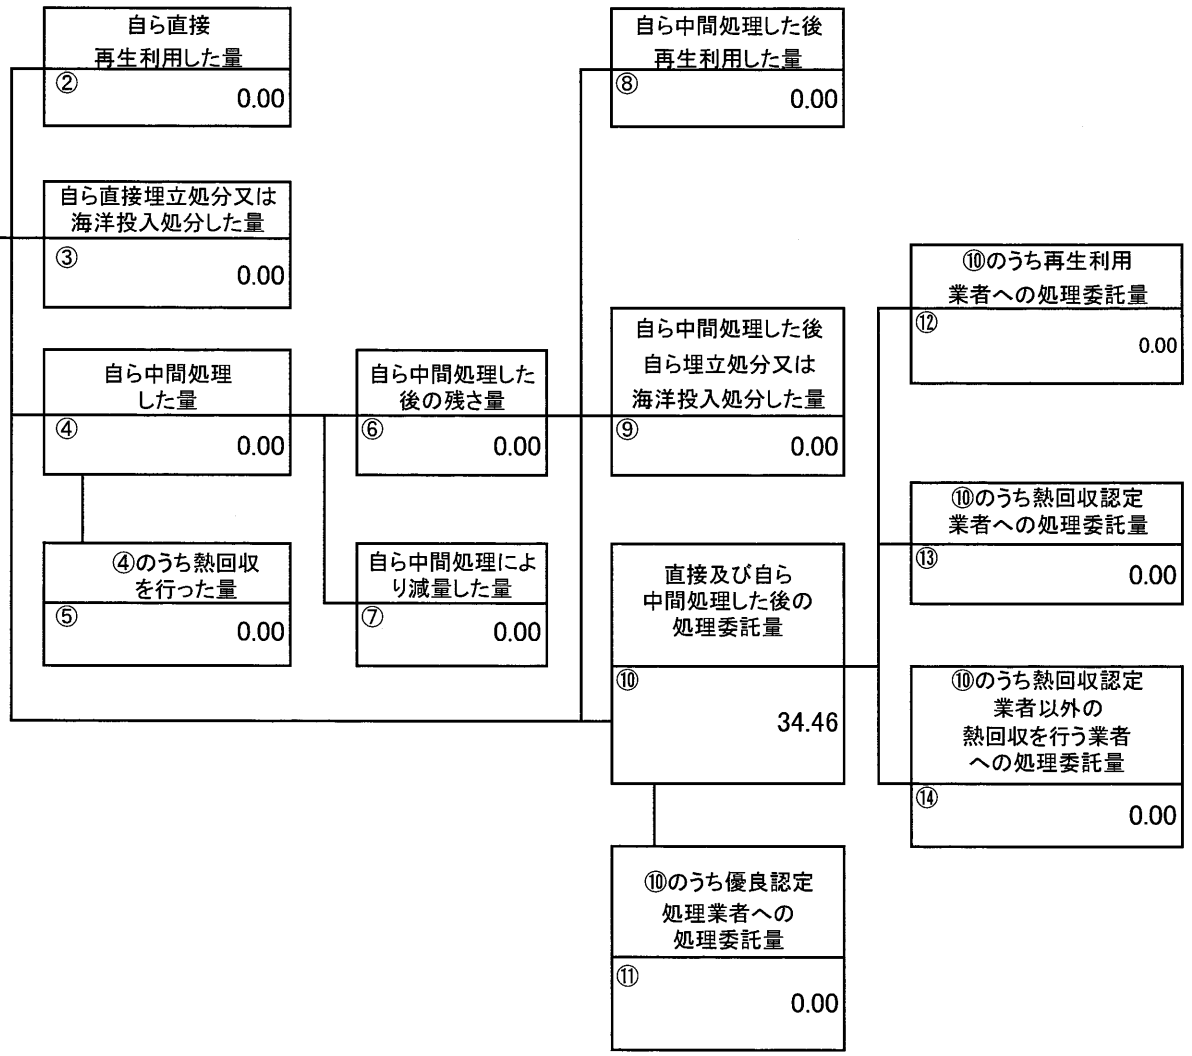 自ら直接
再生利用した量
②
0.00
自ら直接埋立処分又は
海洋投入処分した量
③
0.00
自ら中間処理
した量
④
0.00
④のうち熱回収
を行った量
⑤
0.00
自ら中間処理した
後の残さ量
⑥
0.00
自ら中間処理によ
り減量した量
⑦
0.00
自ら中間処理した後
再生利用した量
⑧
0.00
自ら中間処理した後
自ら埋立処分又は
海洋投入処分した量
⑨
0.00
直接及び自ら
中間処理した後の
処理委託量
⑩
34.46
⑩のうち優良認定
処理業者への
処理委託量
⑪
0.00
⑩のうち再生利用
業者への処理委託量
⑫
0.00
⑩のうち熱回収認定
業者への処理委託量
⑬
0.00
⑩のうち熱回収認定
業者以外の
熱回収を行う業者
への処理委託量
⑭
0.00